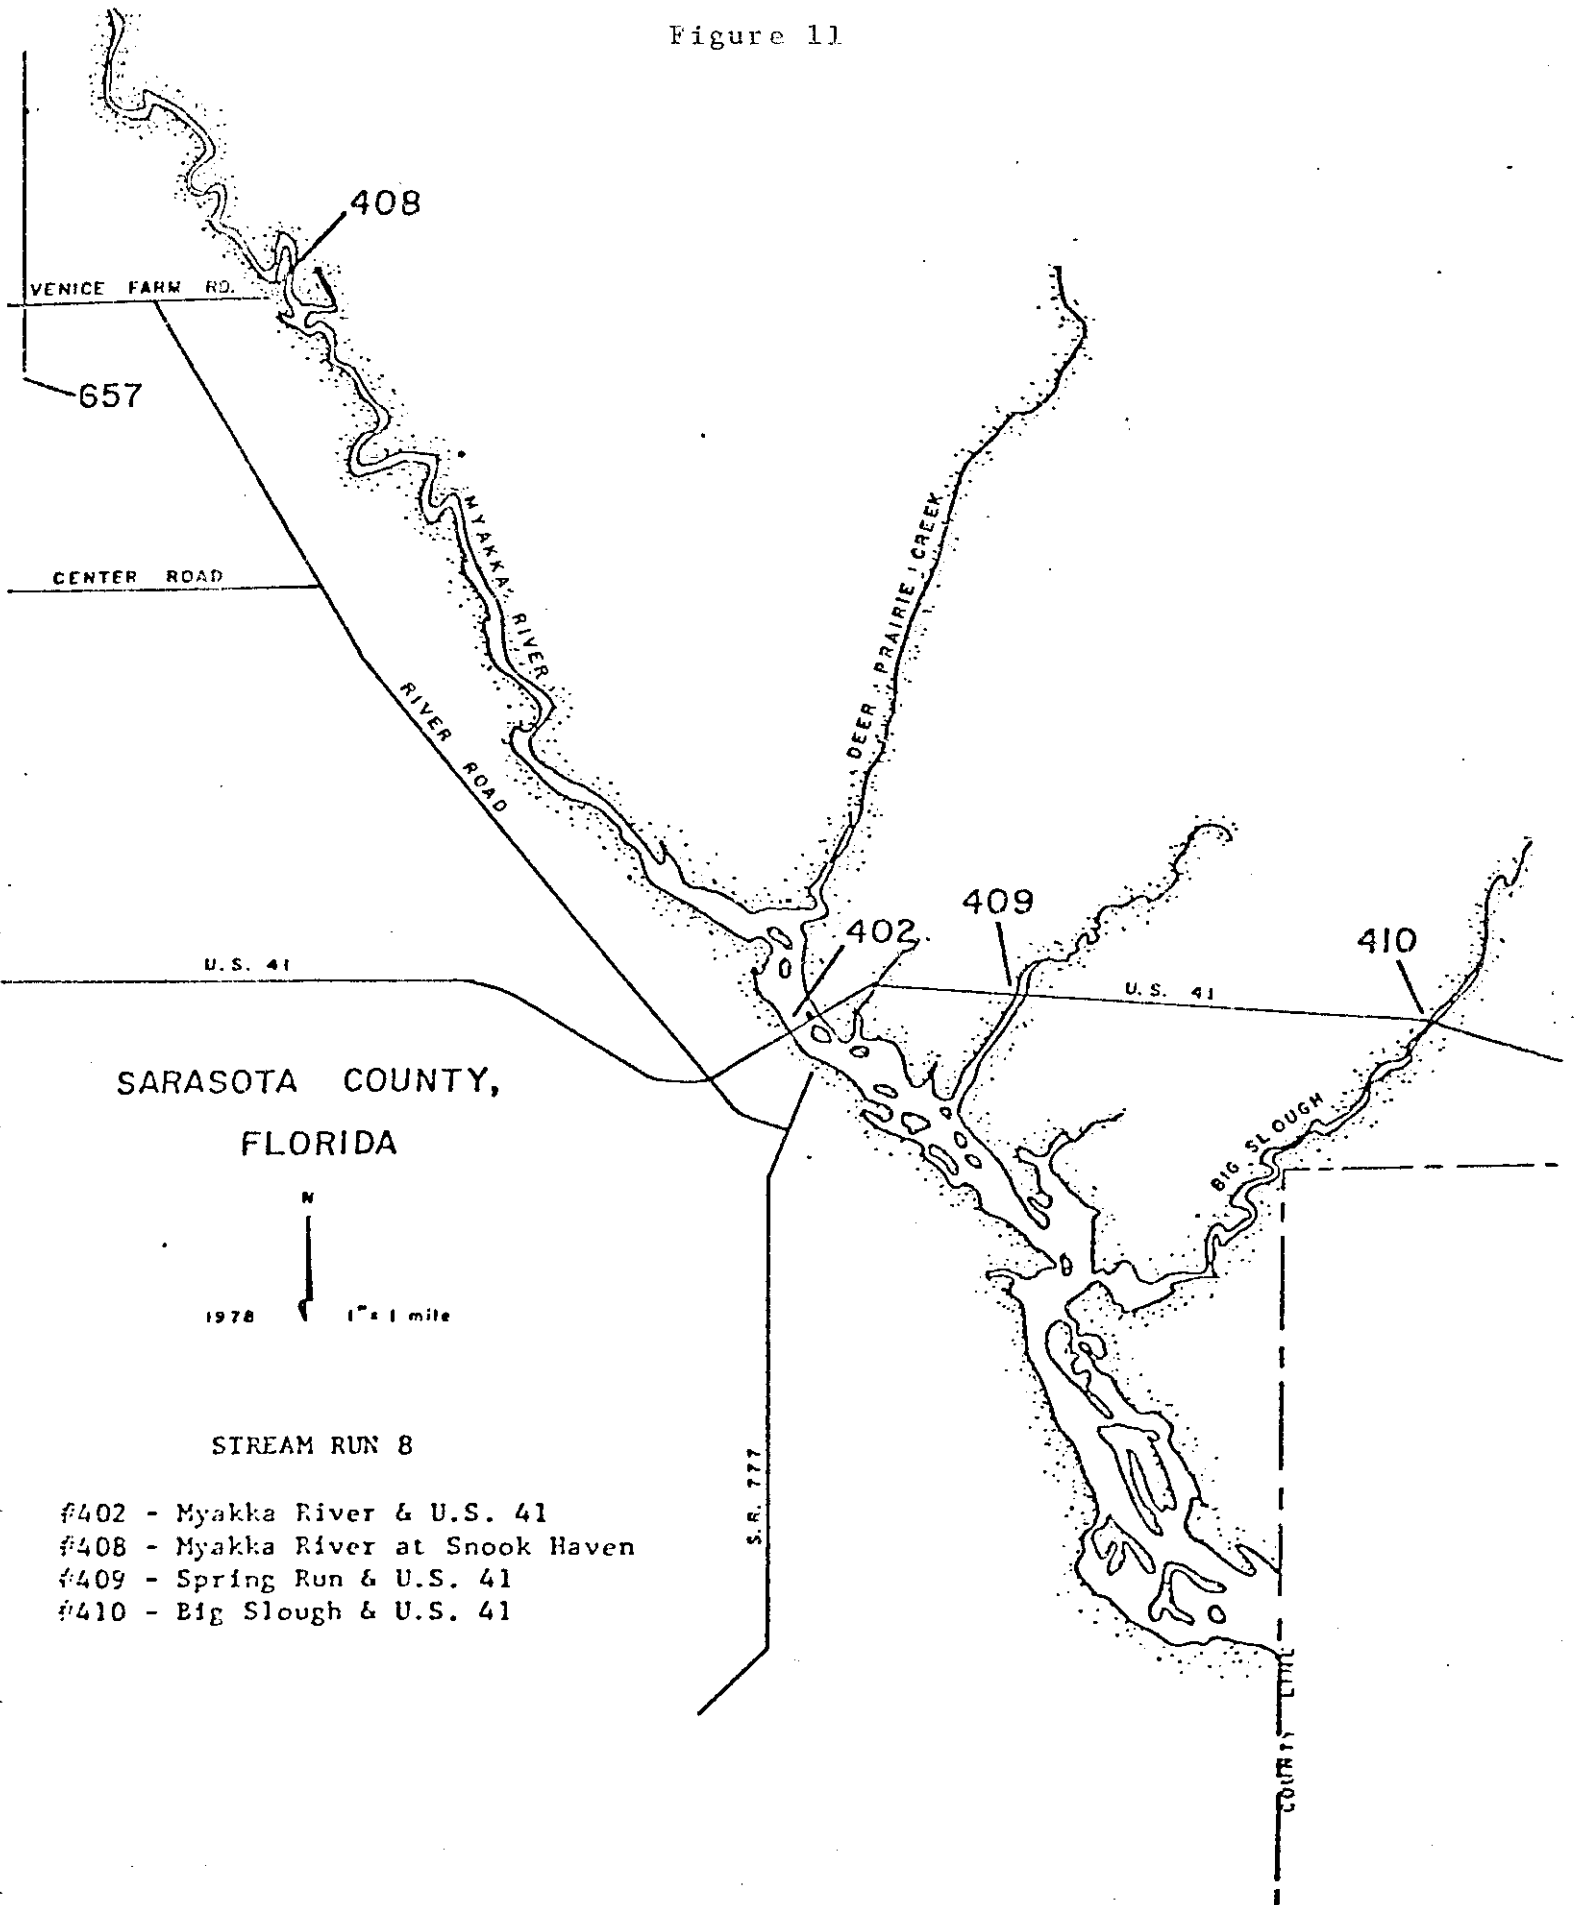 Figure 11
408
VENICE FARM RD.
657
MYAKKA RIVER
DEER PRAIRIE CREEK
CENTER ROAD
RIVER ROAD
409
402
410
U.S. 41
U.S. 41
SARASOTA COUNTY,
FLORIDA
BIG SLOUGH
N
1978 1"= 1 mile
STREAM RUN 8
S.R. 777
#402 - Myakka River & U.S. 41
#408 - Myakka River at Snook Haven
#409 - Spring Run & U.S. 41
#410 - Big Slough & U.S. 41
COUNTY LINE